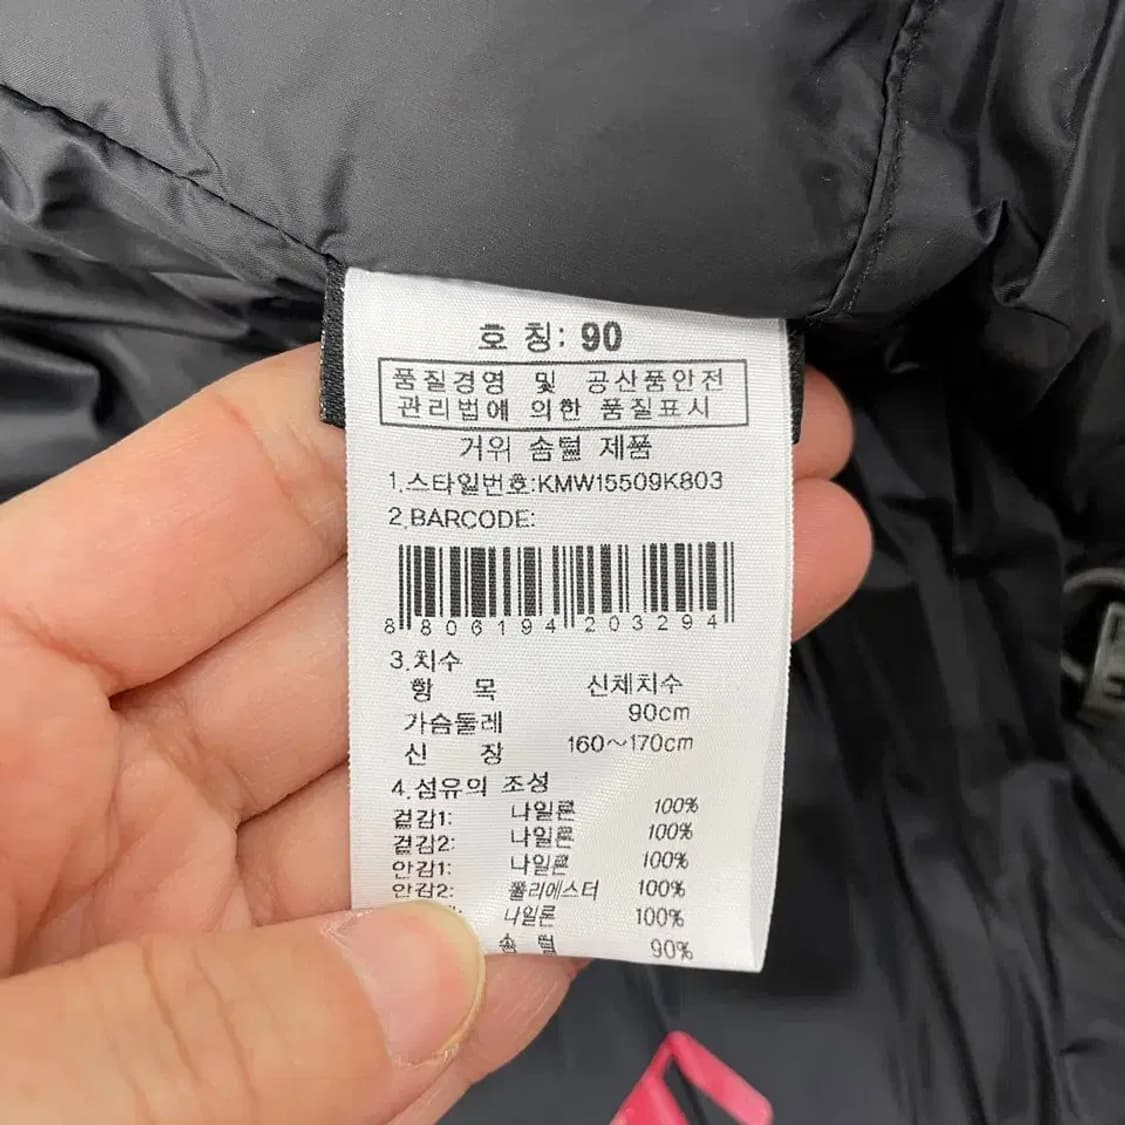 호 칭: 90
품질경영 및 공산품안전
관리법에 의한 품질표시
거위 솜털 제품
1.스타일번호:KMW15509K803
2.BARCODE:
8 806194 203294
3.치수
항 목 신체치수
가슴둘레 90cm
신 장 160~170cm
4.섬유의 조성
겉감1: 나일론 100%
겉감2: 나일론 100%
안감1: 나일론 100%
안감2: 폴리에스터 100%
나일론 100%
솜 털 90%